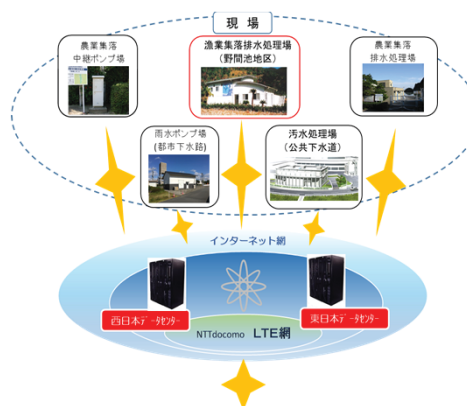 現 場
農業集落
中継ポンプ場
漁業集落排水処理場
（野間池地区）
農業集落
排水処理場
雨水ポンプ場
(都市下水路)
汚水処理場
（公共下水道）
インターネット網
西日本ﾃﾞｰﾀｾﾝﾀｰ
東日本ﾃﾞｰﾀｾﾝﾀｰ
NTTdocomo LTE網